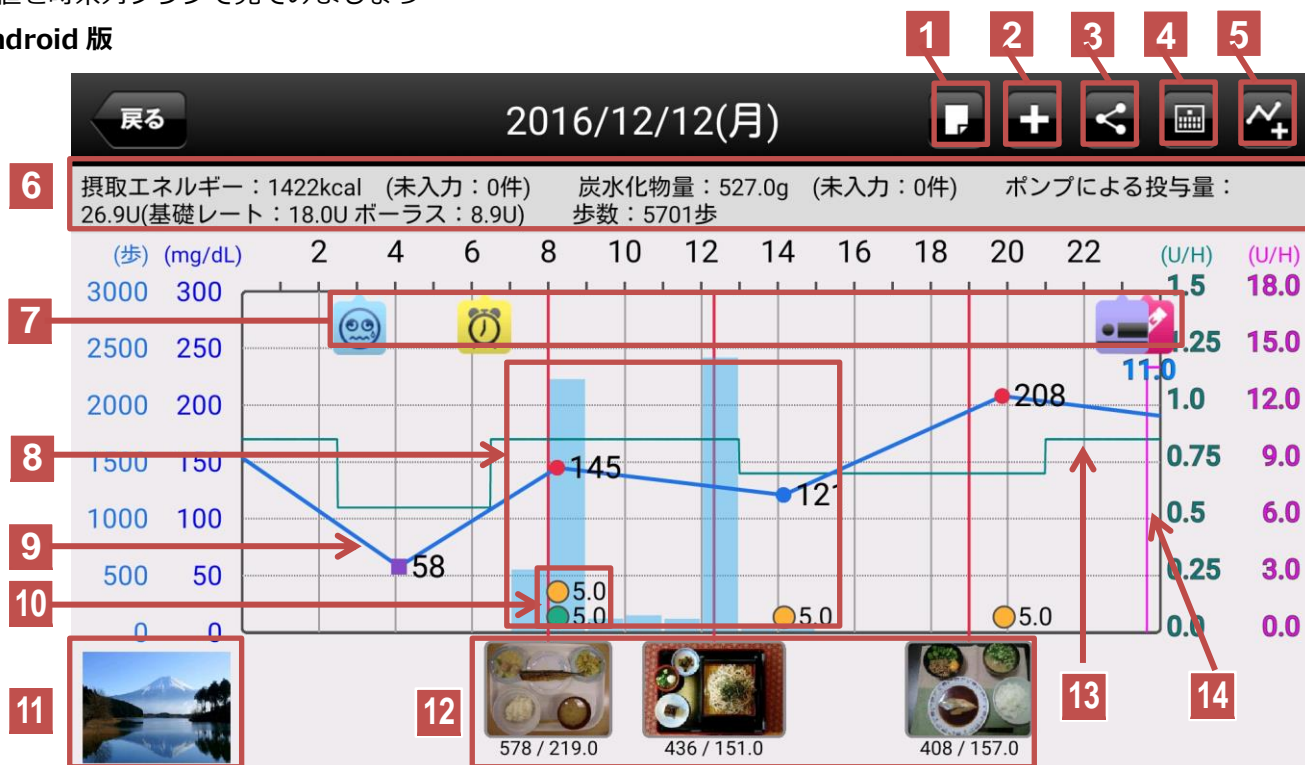 ndroid 版
1 2 3 4 5
戻る 2016/12/12(月)
6
摂取エネルギー：1422kcal (未入力：0件) 炭水化物量：527.0g (未入力：0件) ポンプによる投与量：
26.9U(基礎レート：18.0U ボーラス：8.9U) 歩数：5701歩
(歩) (mg/dL) 2 4 6 8 10 12 14 16 18 20 22 (U/H) (U/H)
3000 300 1.5 18.0
7
2500 250 1.25 15.0
11.0
2000 200 208 1.0 12.0
8
1500 150 145 0.75 9.0
121
1000 100 0.5 6.0
9
58
500 50 0.25 3.0
10
5.0
5.0 5.0 5.0
0 0 0.0 0.0
11 12 13 14
578 / 219.0 436 / 151.0 408 / 157.0